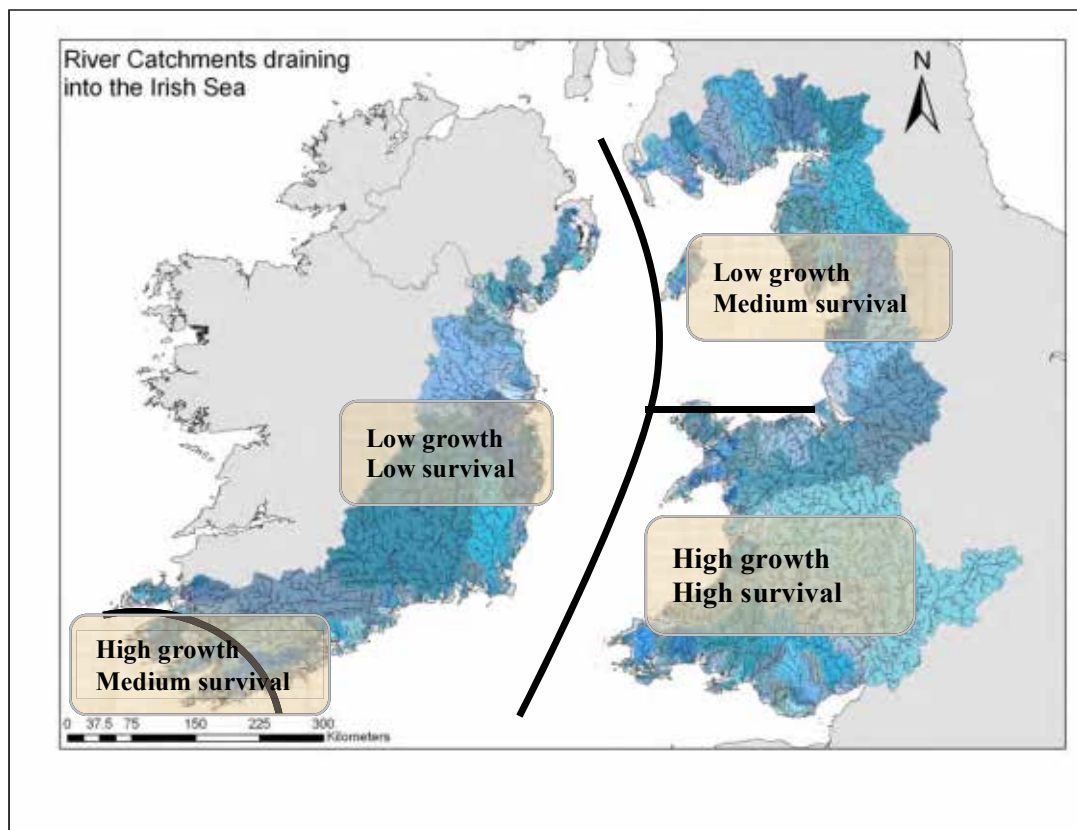 River Catchments draining
into the Irish Sea
N
Low growth
Medium survival
Low growth
Low survival
High growth
High survival
High growth
Medium survival
0 37.5 75 150 225 300
Kilometers